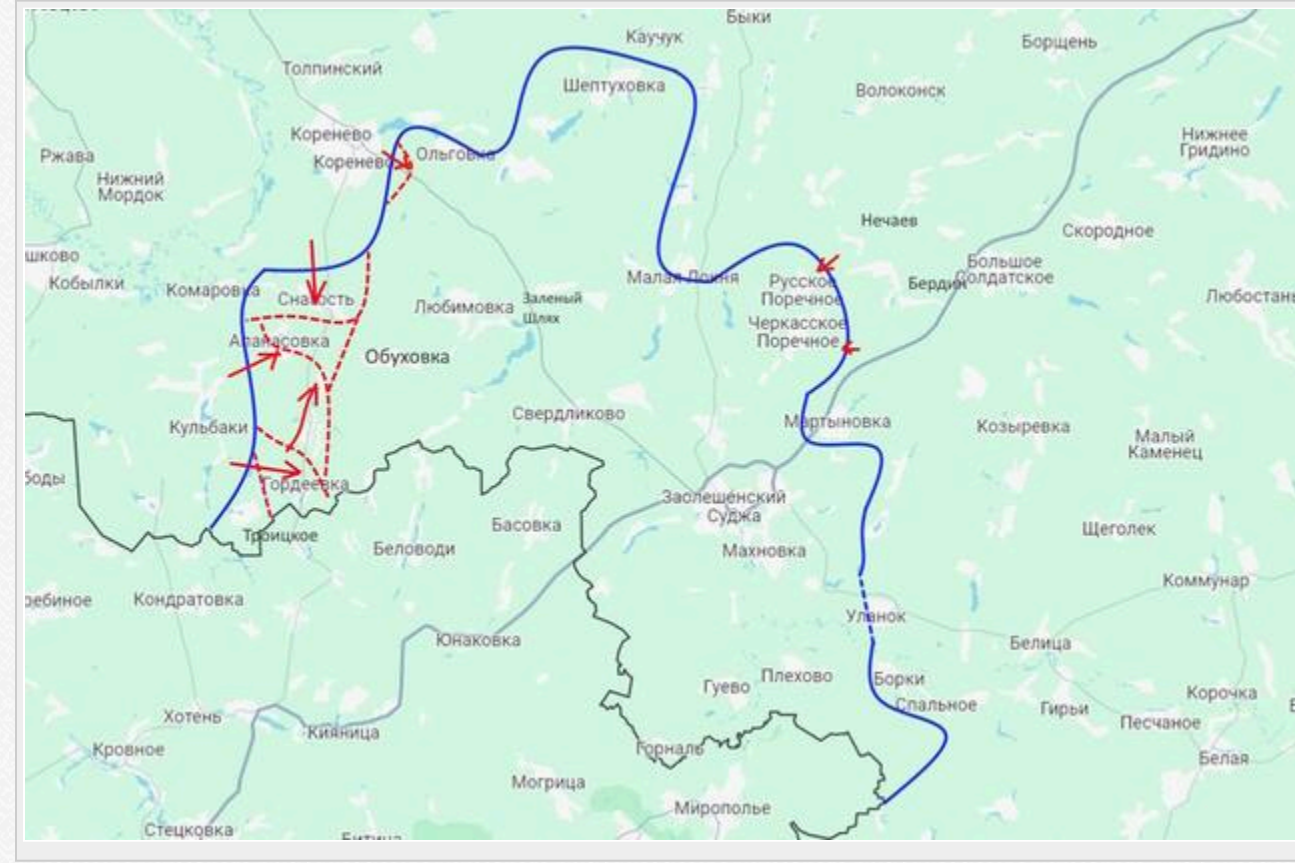 Быки
Каучук
Борщень
Толпинский
Шептуховка
Волоконск
Коренево
Нижнее
Гридино
Ржава
Коренево
Ольговка
Нижний
Мордок
Нечаев
Скородное
шково
Кобылки
Комаровка
Снагость
Малая Локня
Русское
Поречное
Большое
Солдатское
Бердин
Любостань
Любимовка
Заленый
Шлях
Черкасское
Поречное
Апанасовка
Обуховка
Кульбаки
Свердликово
Мартыновка
Козыревка
Малый
Каменец
боды
Гордеевка
Заолешенский
Суджа
Басовка
Щеголек
Троицкое
Беловоди
Махновка
Коммунар
ребиное
Кондратовка
Уланок
Юнаковка
Белица
Гуево
Плехово
Борки
Спальное
Гирьи
Корочка
Песчаное
Хотень
Кияница
Кровное
Горналь
Белая
Могрица
Мирополье
Стецковка